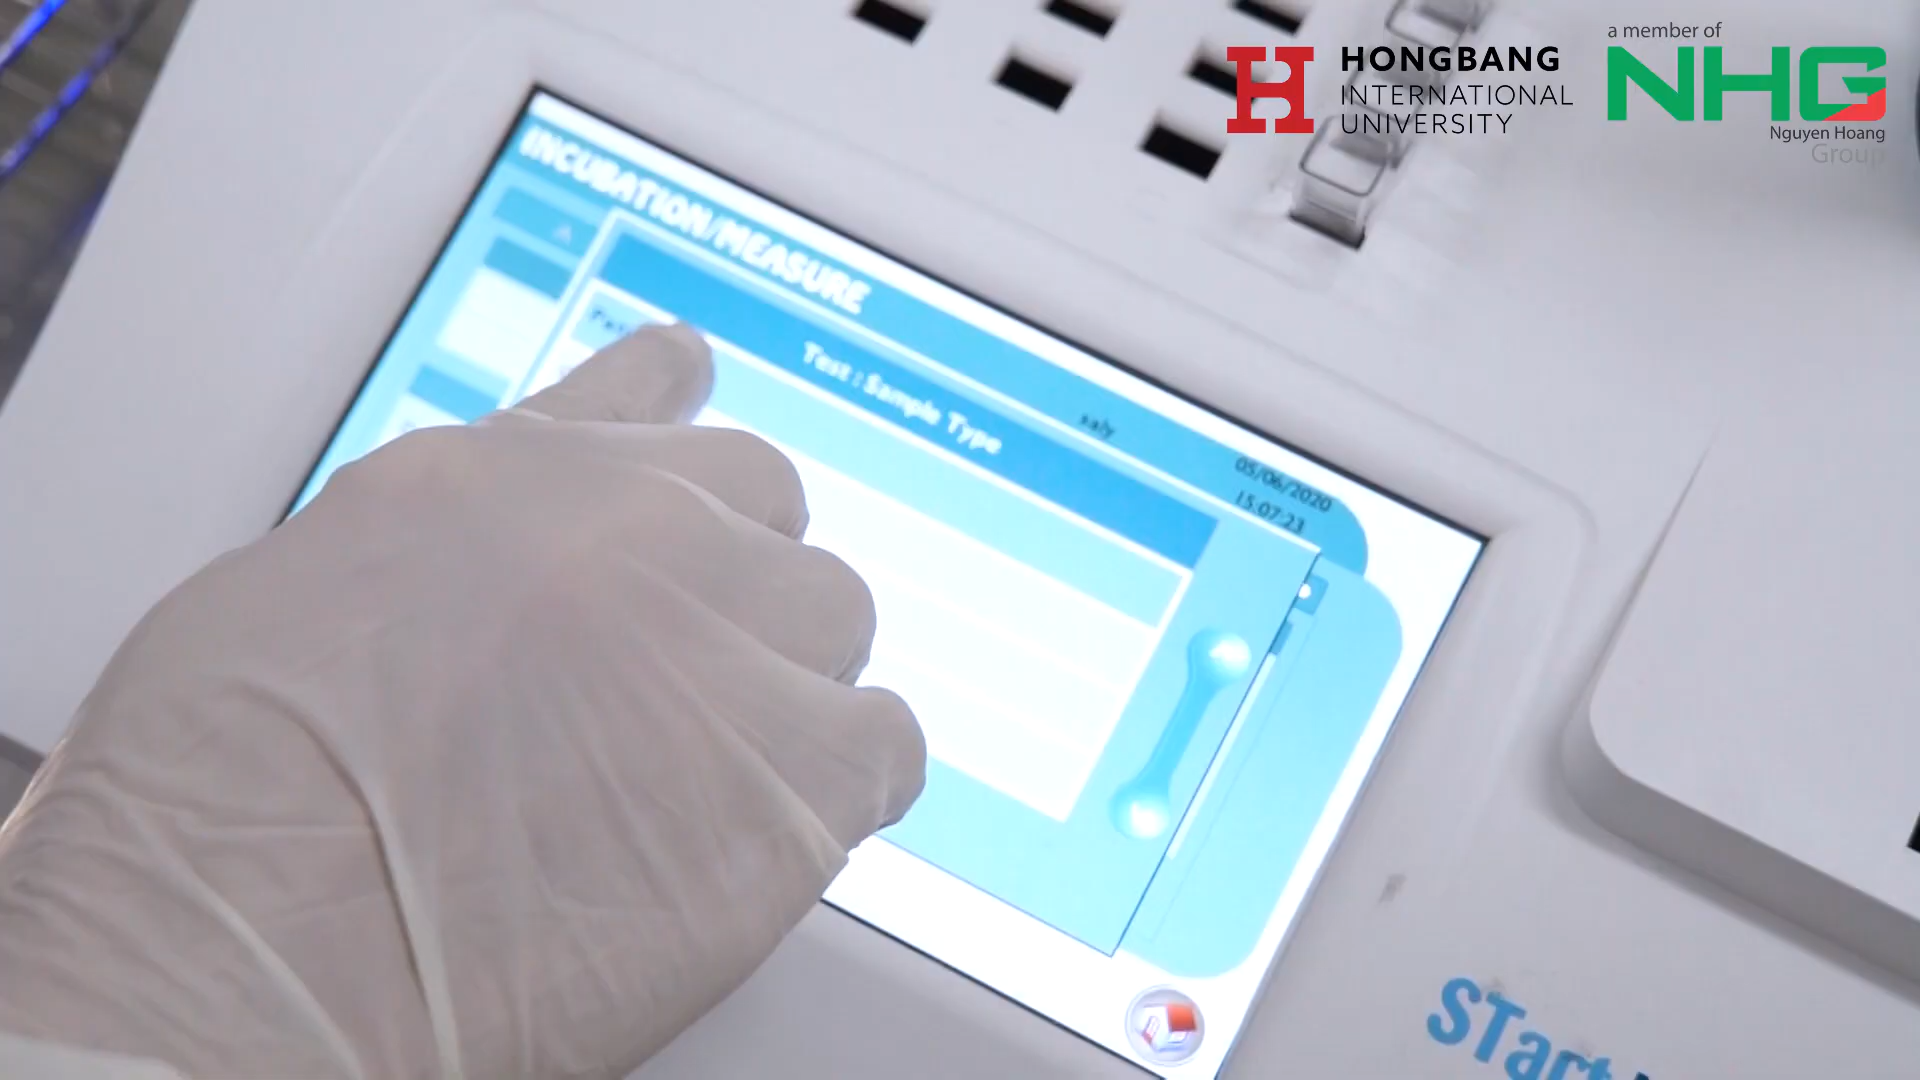 a member of
HONGBANG
INTERNATIONAL
UNIVERSITY
NHG
Nguyen Hoang
Group
INCUBATION/MEASURE
Test : Sample Type
saly
05/06/2020
15:07:23
STart